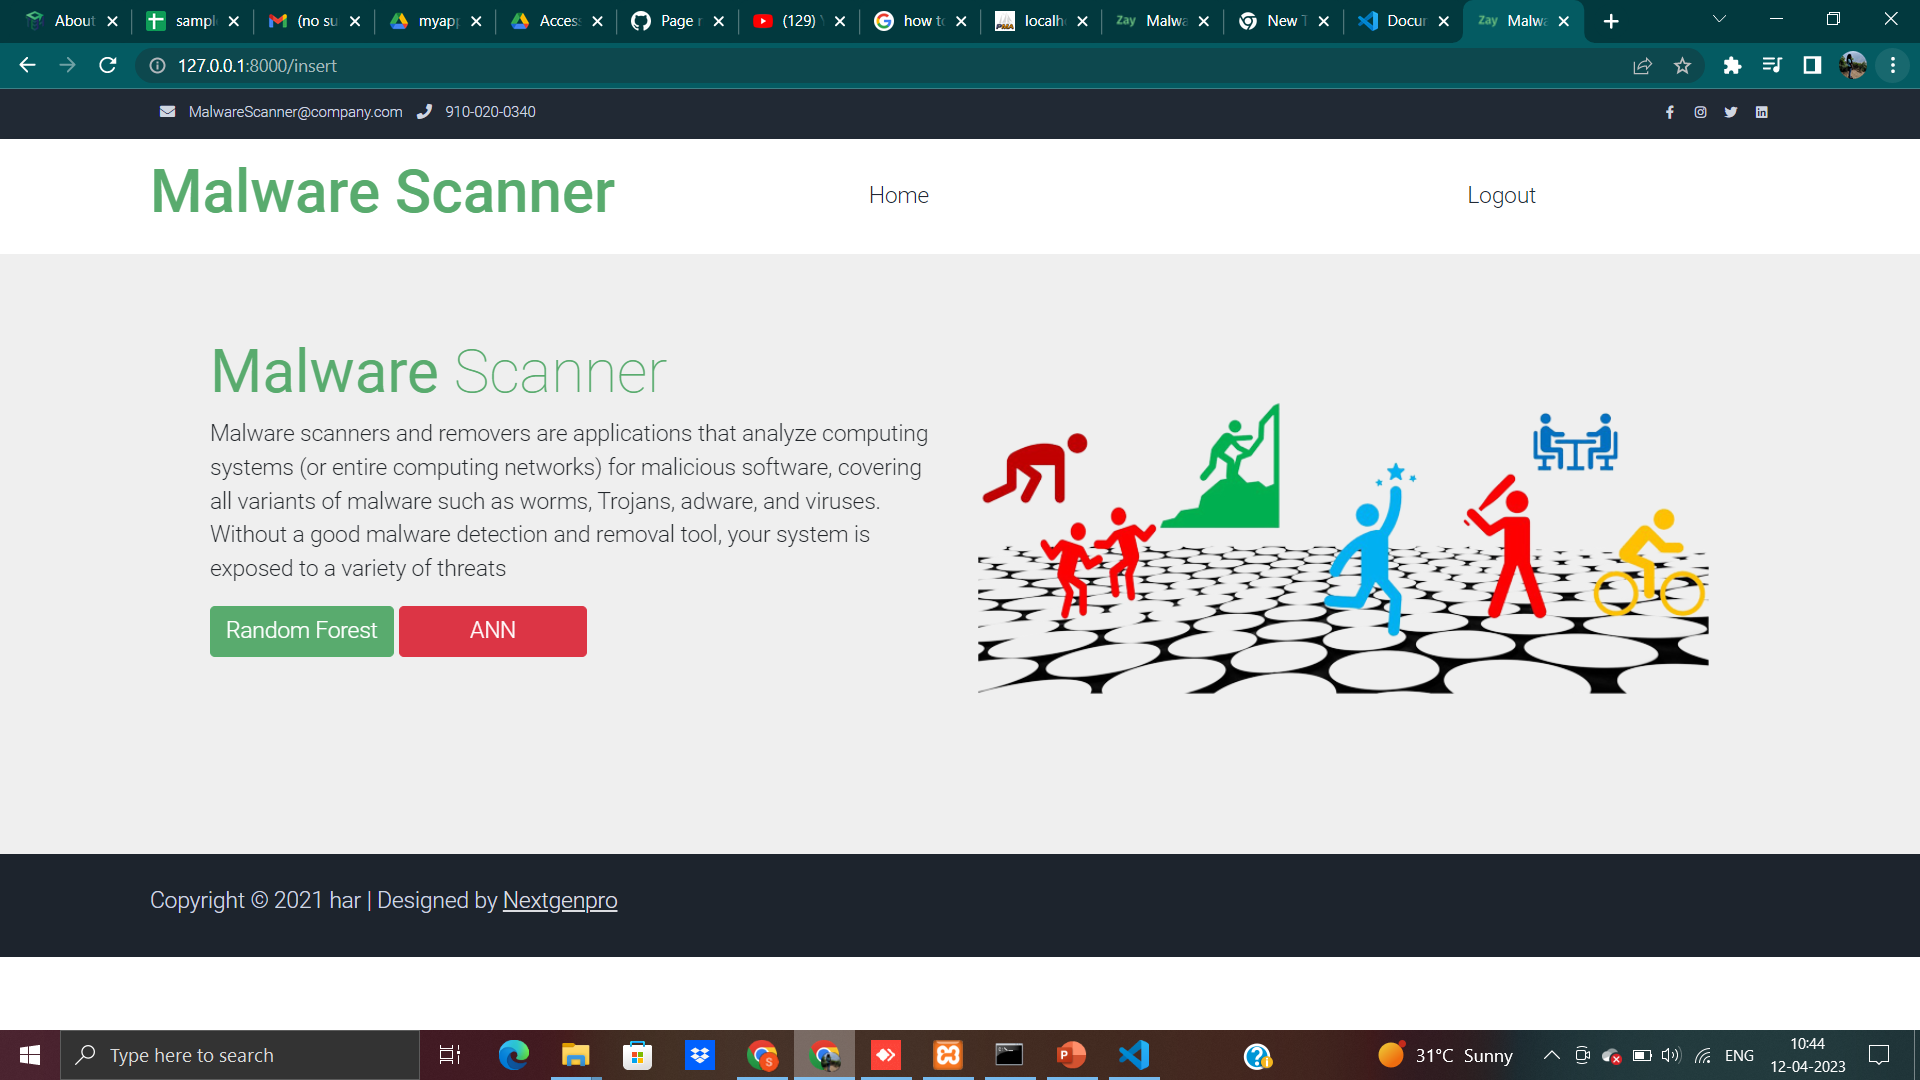 About
sampl
(no su
myapp
Acces
Page n
(129)
how to
localh
Zay Malwa
New T
Docur
Zay Malwa
127.0.0.1:8000/insert
MalwareScanner@company.com 910-020-0340
Malware Scanner
Home
Logout
Malware Scanner
Malware scanners and removers are applications that analyze computing
systems (or entire computing networks) for malicious software, covering
all variants of malware such as worms, Trojans, adware, and viruses.
Without a good malware detection and removal tool, your system is
exposed to a variety of threats
Random Forest
ANN
Copyright © 2021 har | Designed by Nextgenpro
Type here to search
31°C Sunny
ENG
10:44
12-04-2023